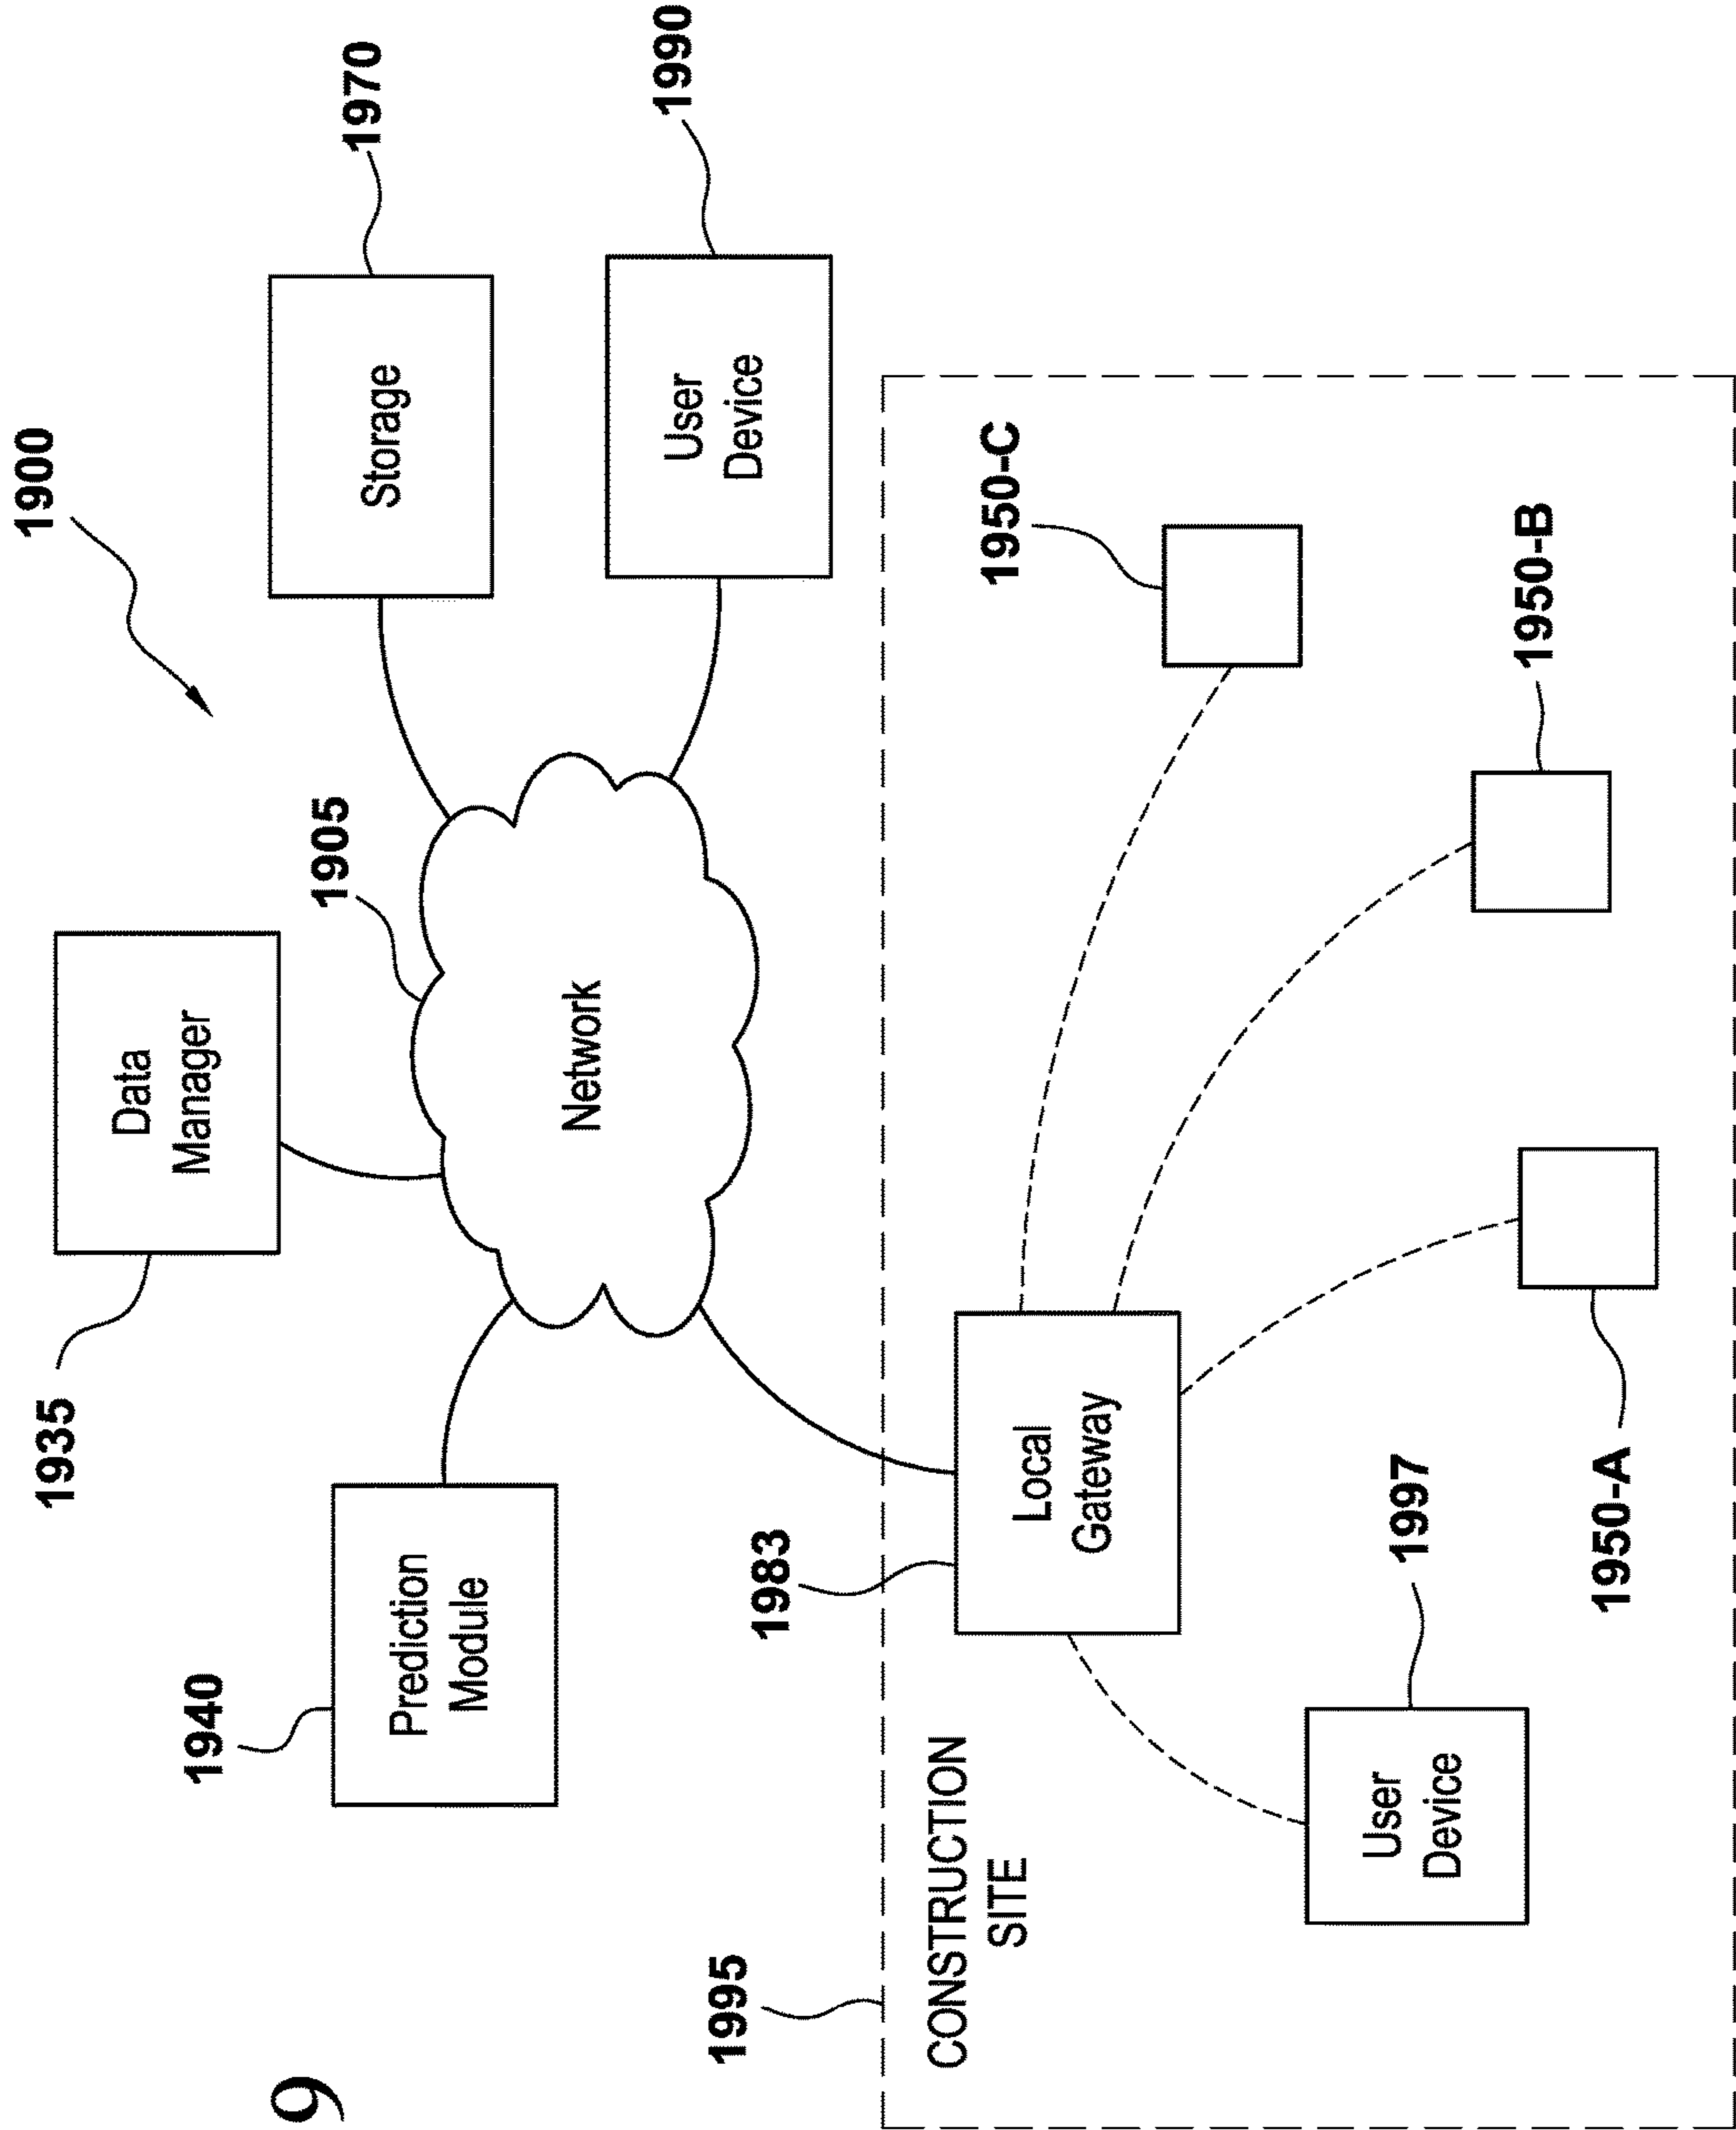 1900
1935
Data
Manager
1940
Prediction
Module
1905
Network
1970
Storage
User
Device
1990
9
1995
CONSTRUCTION
SITE
1983
Local
Gateway
1950-C
1950-B
1997
User
Device
1950-A